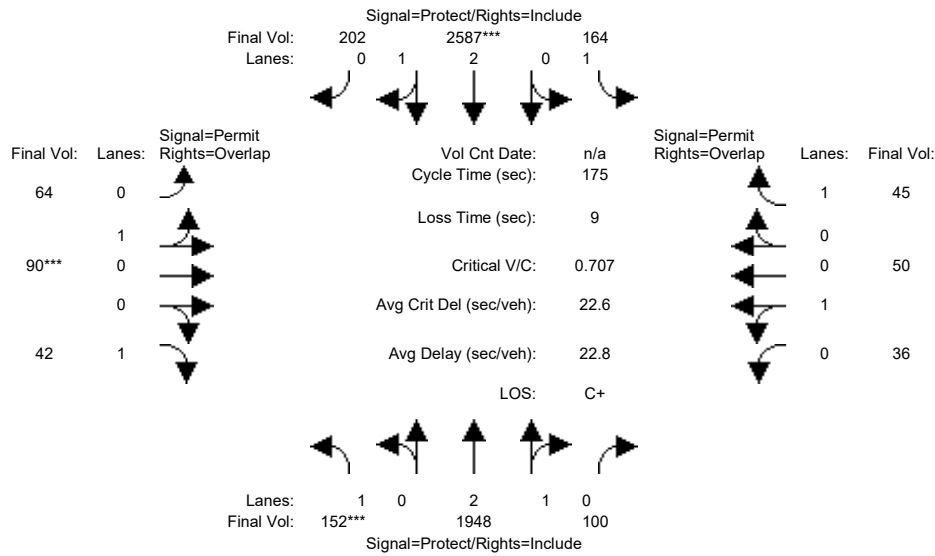 Signal=Protect/Rights=Include
Final Vol: 202 2587*** 164
Lanes: 0 1 2 0 1
Signal=Permit Signal=Permit
Final Vol: Lanes: Rights=Overlap Vol Cnt Date: n/a Rights=Overlap Lanes: Final Vol:
Cycle Time (sec): 175
64 0 1 45
Loss Time (sec): 9
1 0
90*** 0 Critical V/C: 0.707 0 50
0 Avg Crit Del (sec/veh): 22.6 1
42 1 Avg Delay (sec/veh): 22.8 0 36
LOS: C+
Lanes: 1 0 2 1 0
Final Vol: 152*** 1948 100
Signal=Protect/Rights=Include